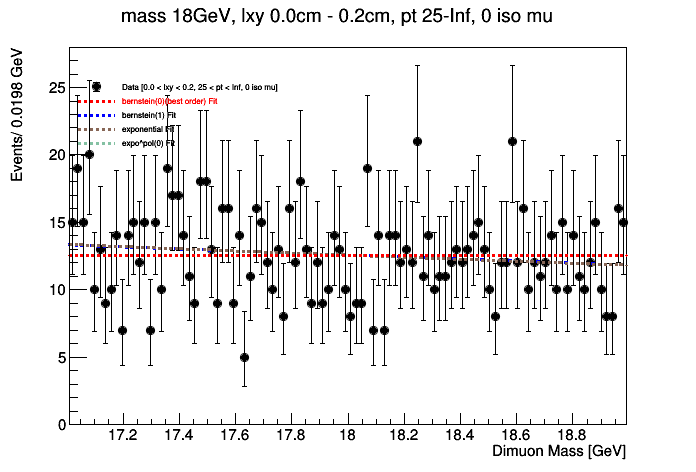 mass 18GeV, lxy 0.0cm - 0.2cm, pt 25-Inf, 0 iso mu
Events/ 0.0198 GeV
25
20
15
10
5
0
Data [0.0 < lxy < 0.2, 25 < pt < Inf, 0 iso mu]
bernstein(0)(best order) Fit
bernstein(1) Fit
exponential Fit
expo*pol(0) Fit
17.2 17.4 17.6 17.8 18 18.2 18.4 18.6 18.8
Dimuon Mass [GeV]